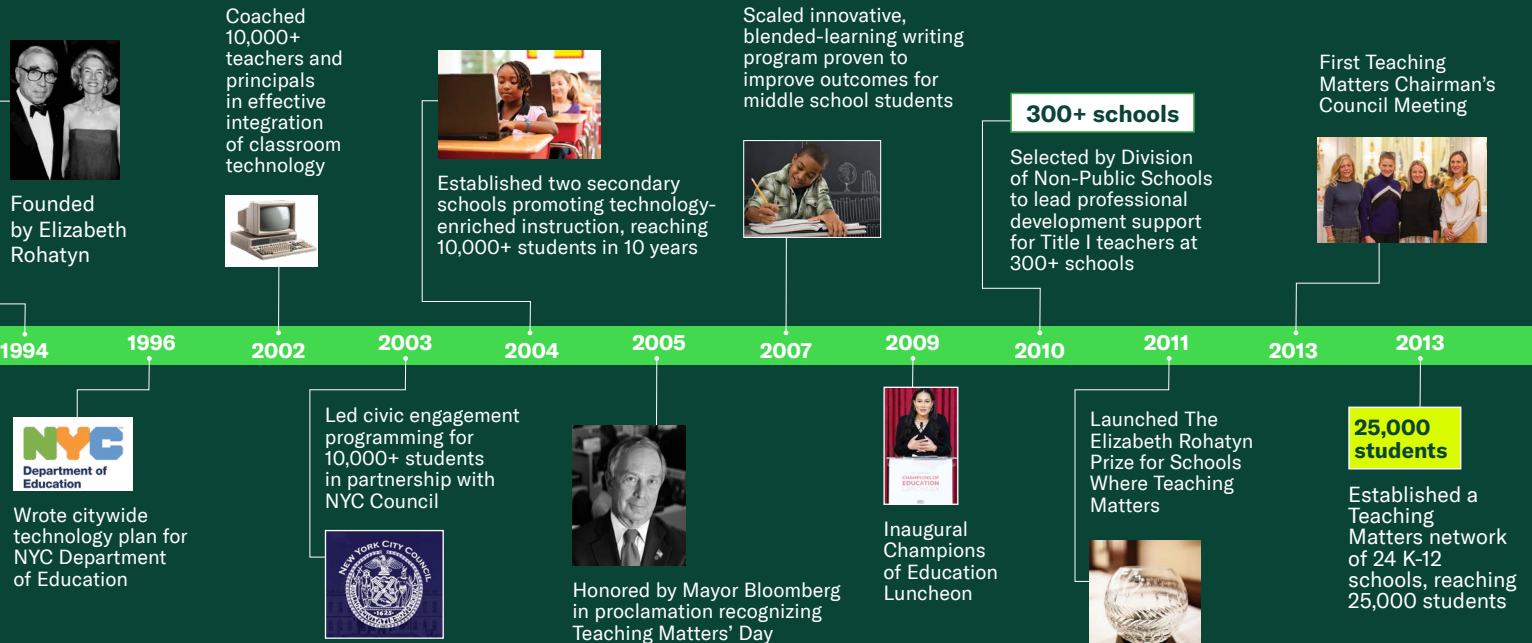 Founded
by Elizabeth
Rohatyn
Coached
10,000+
teachers and
principals
in effective
integration
of classroom
technology
Established two secondary
schools promoting technology-
enriched instruction, reaching
10,000+ students in 10 years
Scaled innovative,
blended-learning writing
program proven to
improve outcomes for
middle school students
300+ schools
Selected by Division
of Non-Public Schools
to lead professional
development support
for Title I teachers at
300+ schools
First Teaching
Matters Chairman's
Council Meeting
1994
1996
2002
2003
2004
2005
2007
2009
2010
2011
2013
2013
NYC
Department of
Education
Wrote citywide
technology plan for
NYC Department
of Education
Led civic engagement
programming for
10,000+ students
in partnership with
NYC Council
NEW YORK CITY COUNCIL
1625
Honored by Mayor Bloomberg
in proclamation recognizing
Teaching Matters' Day
CHAMPIONS OF
EDUCATION
Inaugural
Champions
of Education
Luncheon
Launched The
Elizabeth Rohatyn
Prize for Schools
Where Teaching
Matters
25,000
students
Established a
Teaching
Matters network
of 24 K-12
schools, reaching
25,000 students